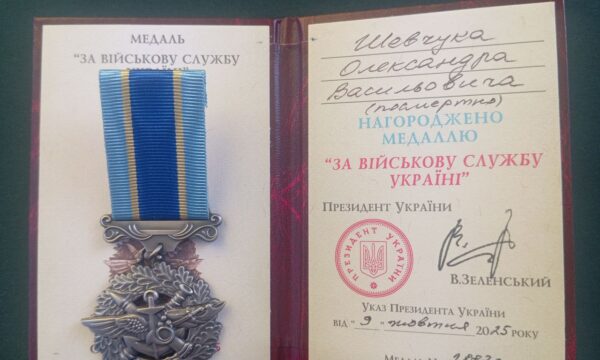 МЕДАЛЬ
"ЗА ВІЙСЬКОВУ СЛУЖБУ
Шевчука
Олександра
Васильовича
(посмертно)
НАГОРОДЖЕНО
МЕДАЛЛЮ
"ЗА ВІЙСЬКОВУ СЛУЖБУ
УКРАЇНІ"
ПРЕЗИДЕНТ УКРАЇНИ
ПРЕЗИДЕНТ УКРАЇНИ
В.ЗЕЛЕНСЬКИЙ
УКАЗ ПРЕЗИДЕНТА УКРАЇНИ
ВІД "9" жовтня 2025 РОКУ